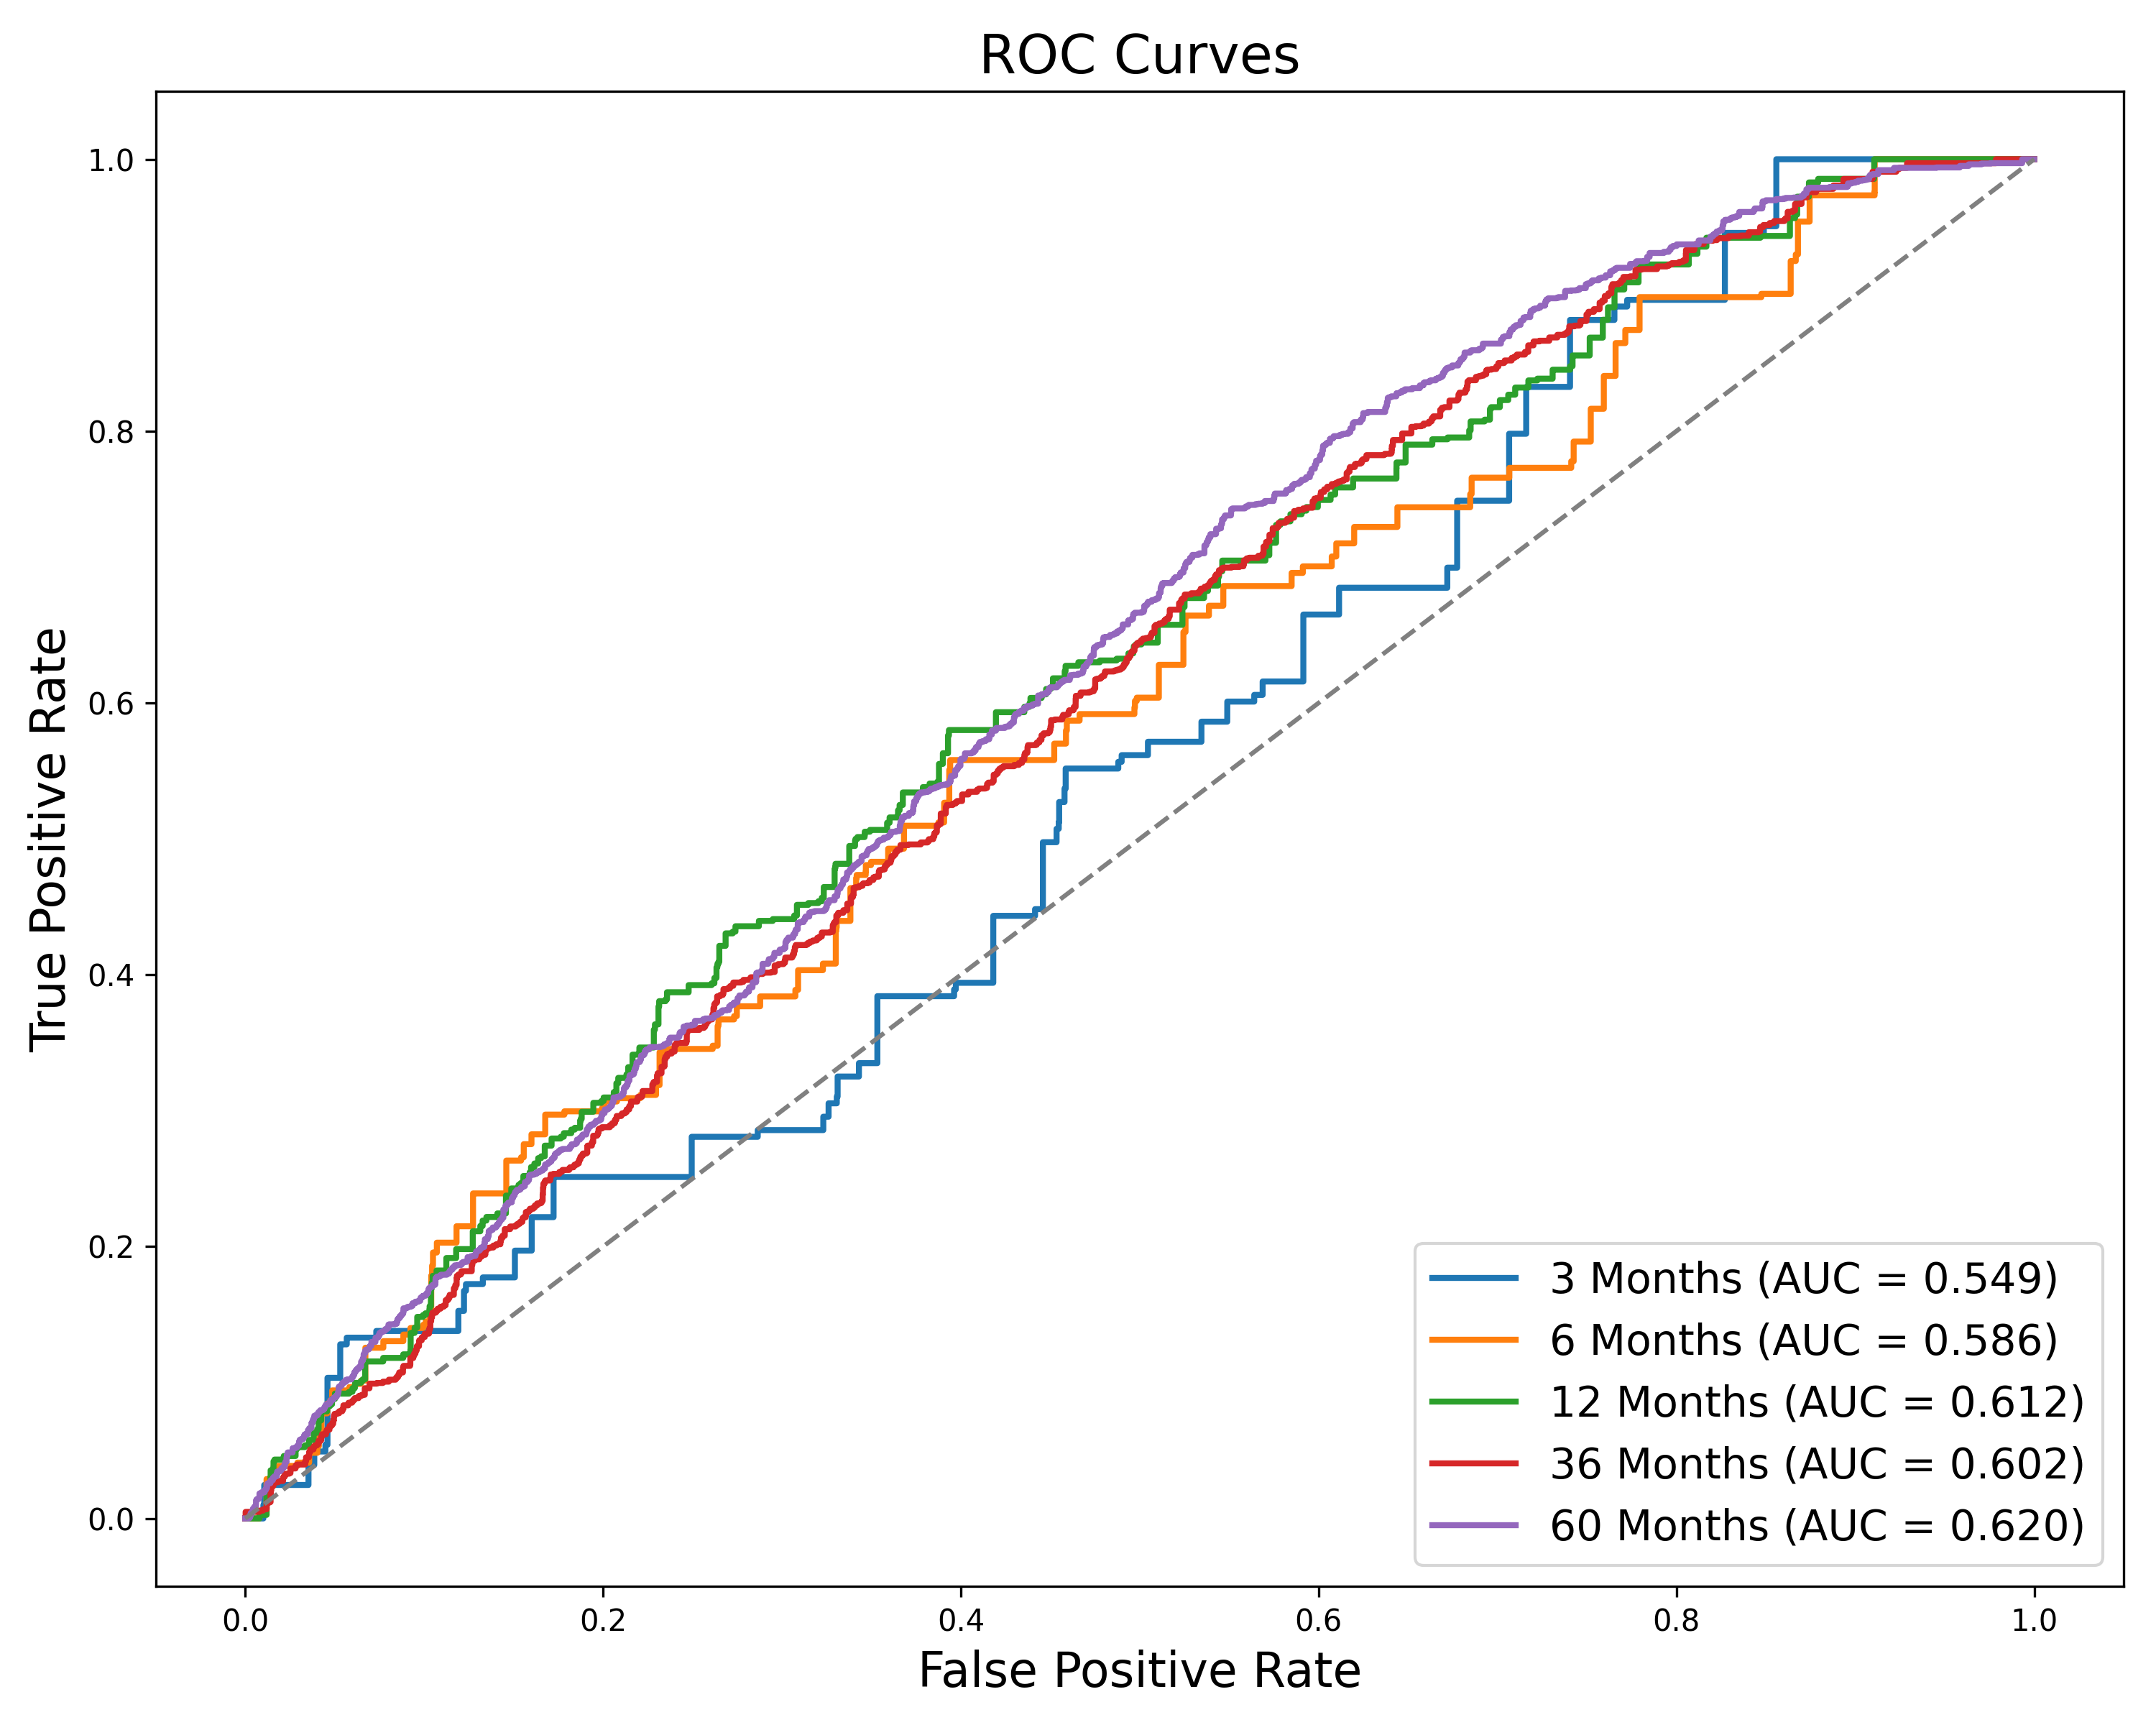 ROC Curves
True Positive Rate
1.0
0.8
0.6
0.4
0.2
0.0
0.0 0.2 0.4 0.6 0.8 1.0
False Positive Rate
3 Months (AUC = 0.549)
6 Months (AUC = 0.586)
12 Months (AUC = 0.612)
36 Months (AUC = 0.602)
60 Months (AUC = 0.620)